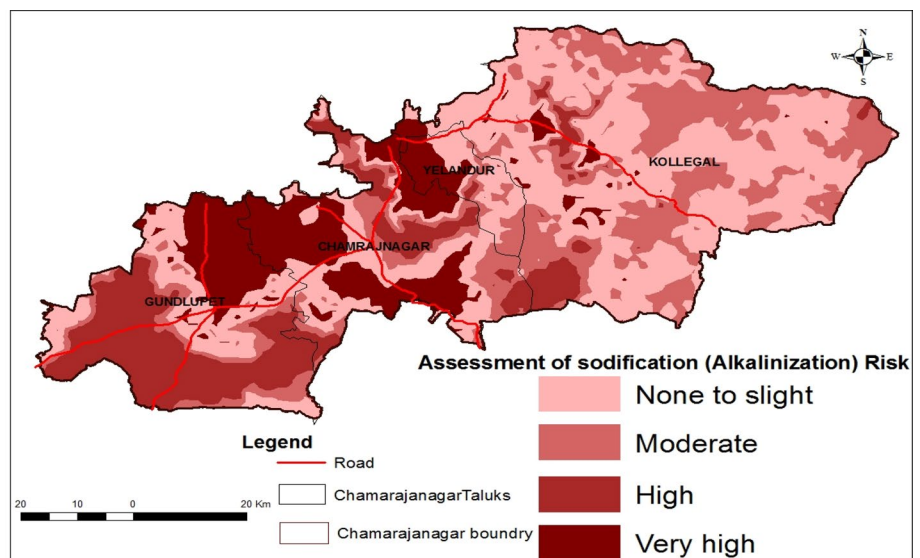 N
W E
S
KOLLEGAL
YELANDUR
CHAMRAJNAGAR
GUNDLUPET
Assessment of sodification (Alkalinization) Risk
None to slight
Moderate
High
Very high
Legend
Road
ChamarajanagarTaluks
Chamarajanagar boundry
20 10 0 20 Km